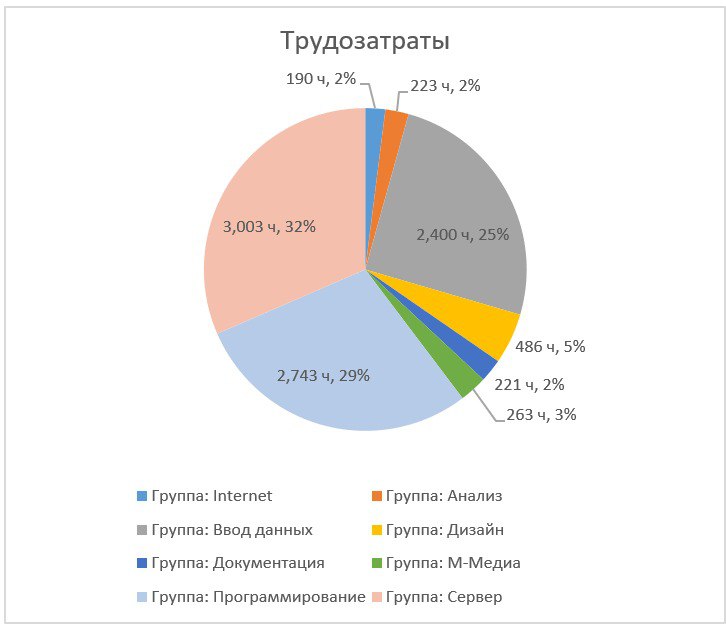 Трудозатраты
190 ч, 2%
223 ч, 2%
3,003 ч, 32%
2,400 ч, 25%
486 ч, 5%
2,743 ч, 29%
221 ч, 2%
263 ч, 3%
Группа: Internet
Группа: Анализ
Группа: Ввод данных
Группа: Дизайн
Группа: Документация
Группа: М-Медиа
Группа: Программирование
Группа: Сервер